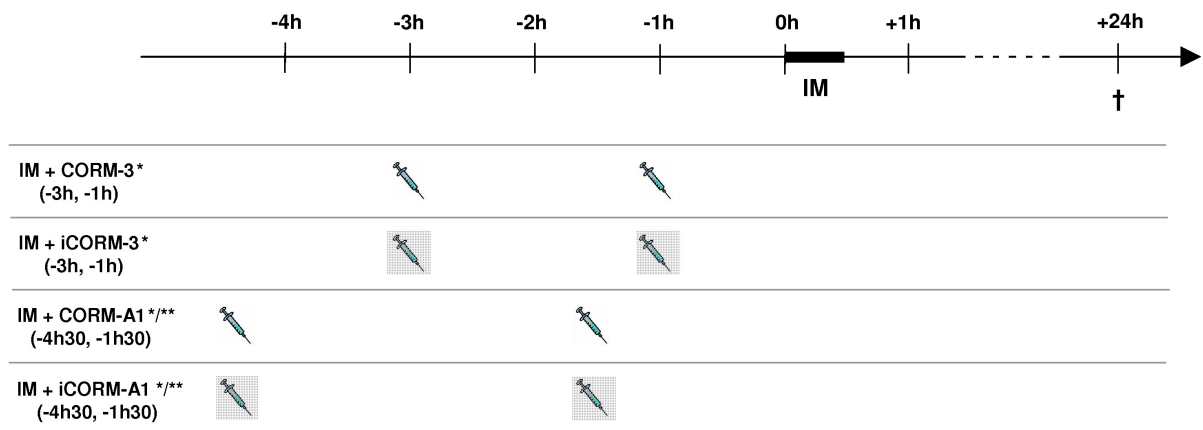 -4h -3h -2h -1h 0h +1h +24h
IM
†
IM + CORM-3*
(-3h, -1h)
IM + iCORM-3*
(-3h, -1h)
IM + CORM-A1*/**
(-4h30, -1h30)
IM + iCORM-A1 */**
(-4h30, -1h30)